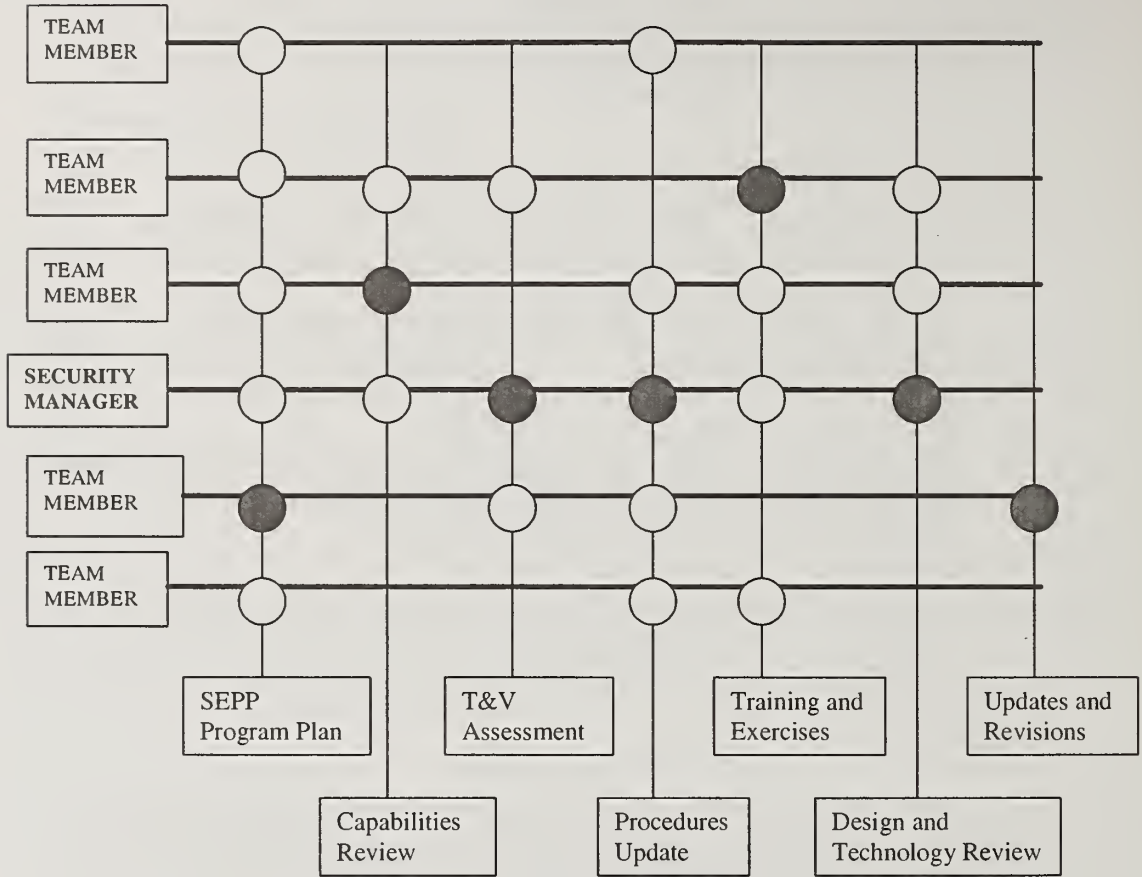 TEAM
MEMBER
TEAM
MEMBER
TEAM
MEMBER
SECURITY
MANAGER
TEAM
MEMBER
TEAM
MEMBER
SEPP
Program Plan
T&V
Assessment
Training and
Exercises
Updates and
Revisions
Capabilities
Review
Procedures
Update
Design and
Technology Review